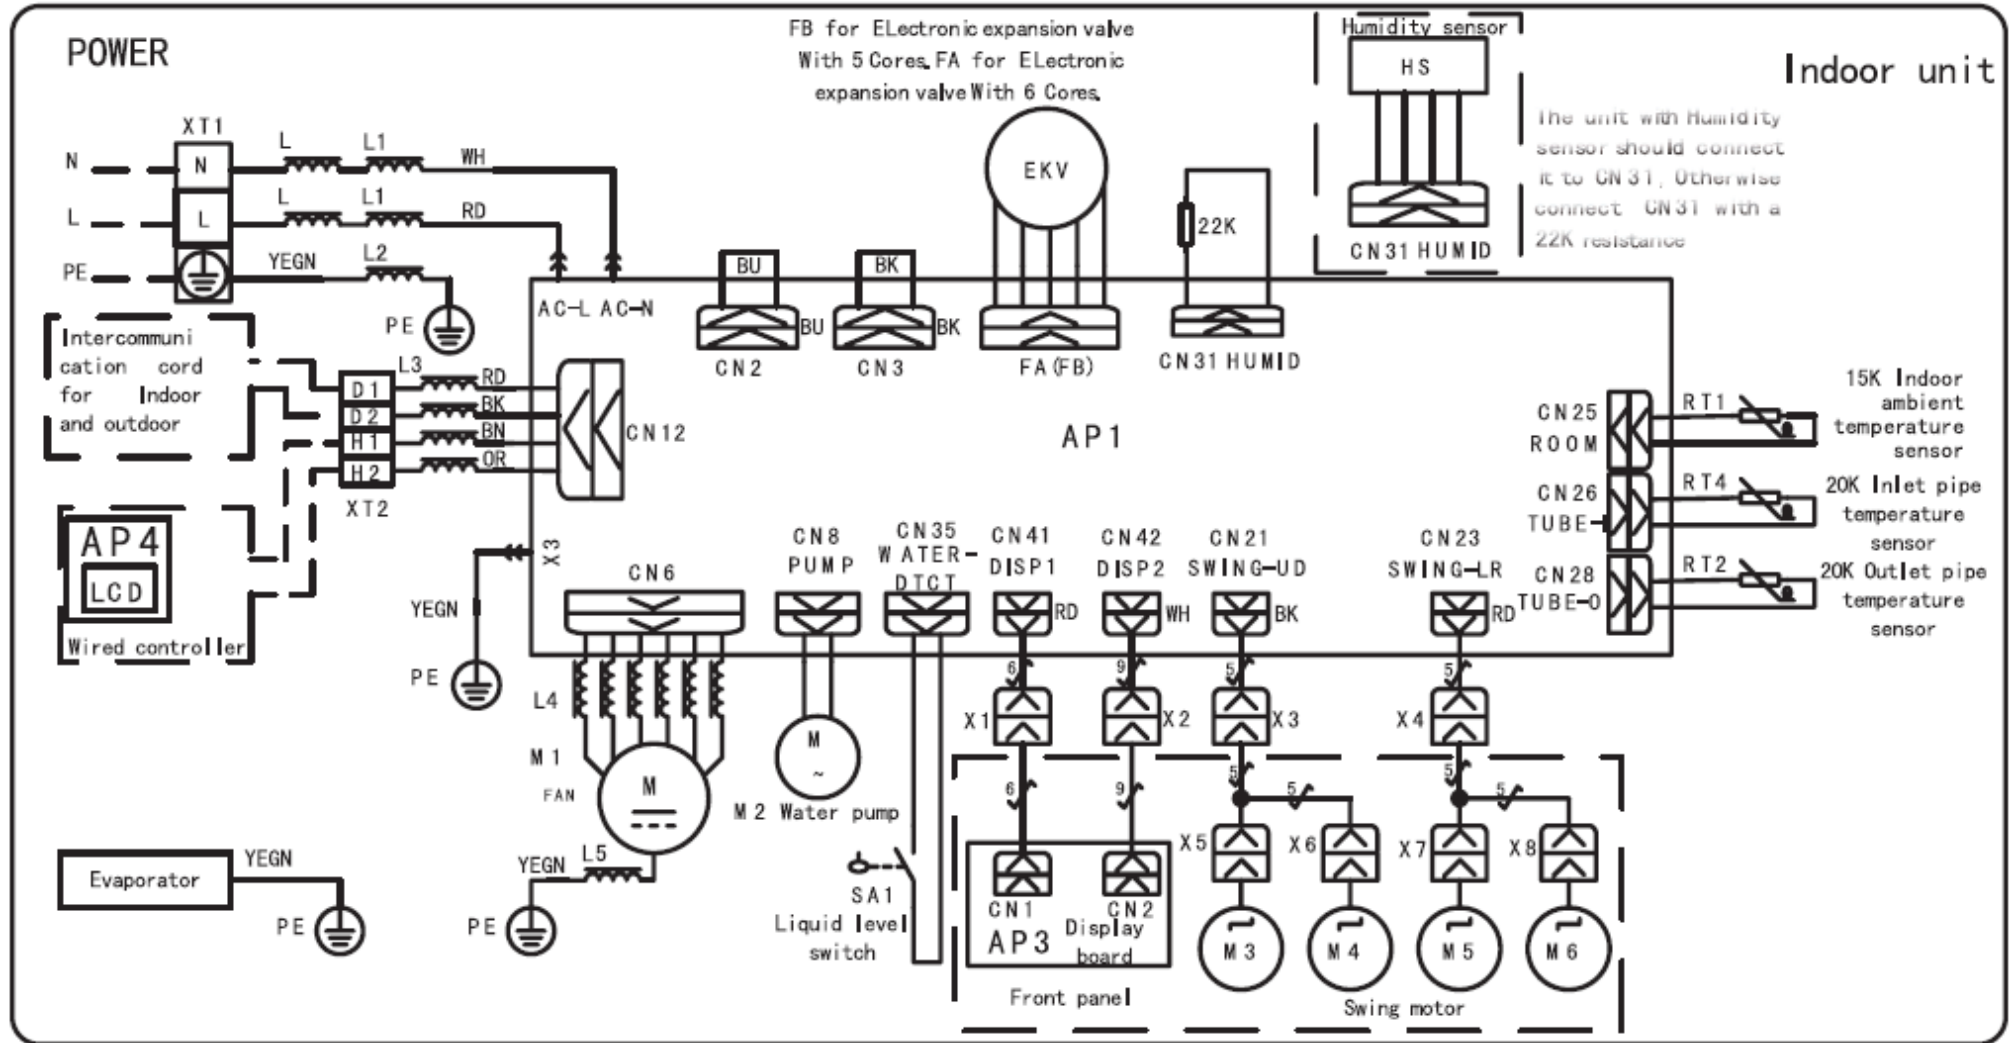 POWER
FB for ELectronic expansion valve
With 5 Cores. FA for ELectronic
expansion valve With 6 Cores.
Humidity sensor
HS
CN31 HUMID
Indoor unit
The unit with Humidity
sensor should connect
it to CN31, Otherwise
connect CN31 with a
22K resistance
XT1
N
N
L
L1
WH
L
L
L
L1
RD
PE
YEGN
L2
PE
AC-L AC-N
BU
BU
CN2
BK
BK
CN3
EKV
FA(FB)
22K
CN31 HUMID
Intercommuni
cation cord
for Indoor
and outdoor
D1
D2
H1
H2
XT2
L3
RD
BK
BN
OR
CN12
AP1
CN25
ROOM
RT1
15K Indoor
ambient
temperature
sensor
CN26
TUBE-I
RT4
20K Inlet pipe
temperature
sensor
CN28
TUBE-O
RT2
20K Outlet pipe
temperature
sensor
AP4
LCD
Wired controller
X3
YEGN
PE
CN6
CN8
PUMP
CN35
WATER-
DTCT
CN41
DISP1
RD
CN42
DISP2
WH
CN21
SWING-UD
BK
CN23
SWING-LR
RD
6
9
5
5
L4
X1
X2
X3
X4
M1
FAN
M
M
~
M2 Water pump
6
9
5
5
5
5
X5
X6
X7
X8
Evaporator
YEGN
PE
YEGN
L5
PE
SA1
Liquid level
switch
CN1
CN2
AP3
Display
board
M3
M4
M5
M6
Front panel
Swing motor